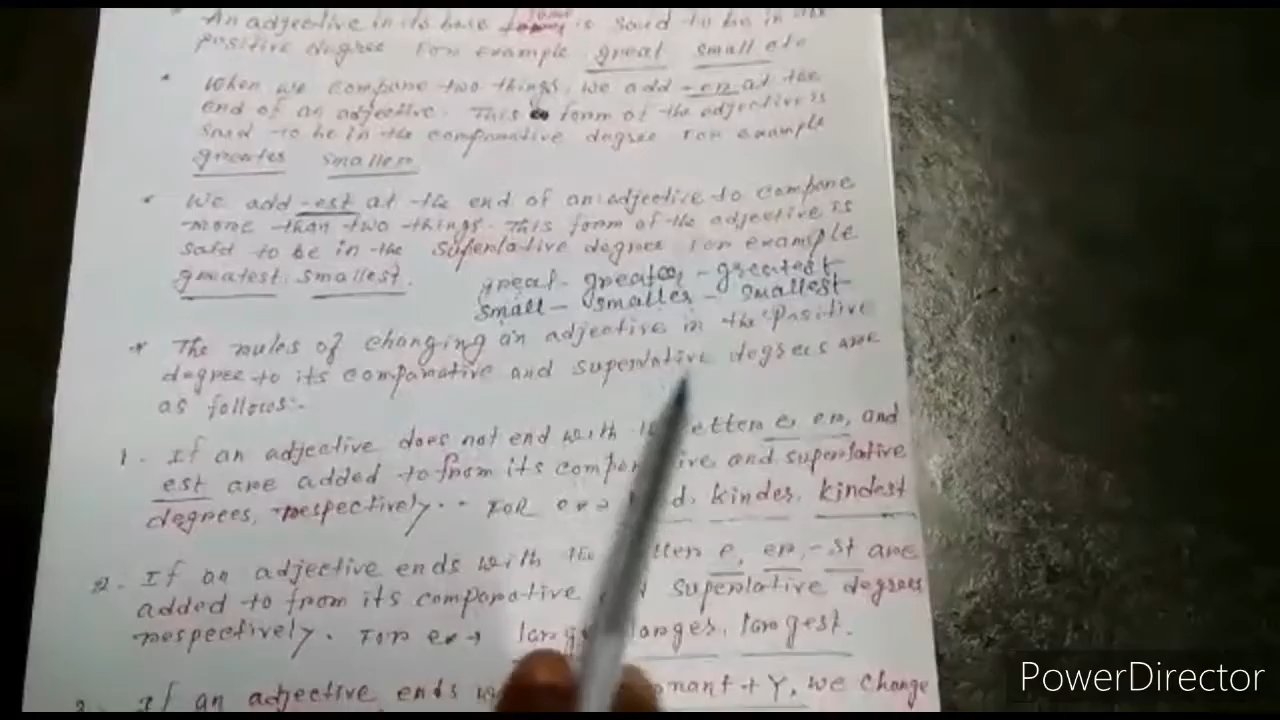 An adjective in its base form is said to be in its
positive degree For example great small etc
When we compare two things, we add -er at the
end of an adjective. This form of the adjective is
said to be in the comparative degree For example
greater smaller
We add -est at the end of an adjective to compare
more than two things. This form of the adjective is
said to be in the superlative degree For example
greatest. smallest.
great - greater - greatest
small - smaller - smallest
* The rules of changing an adjective in the Positive
degree to its comparative and superlative degrees are
as follows:-
1. If an adjective does not end with letter e, er, and
est are added to from its and superlative
degrees, respectively.. FOR ex → kinder, kindest
2. If an adjective ends with e, er, -st are
added to from its comparative superlative degrees
respectively. For ex → larger, largest.
3. If an adjective ends + Y, we change
PowerDirector